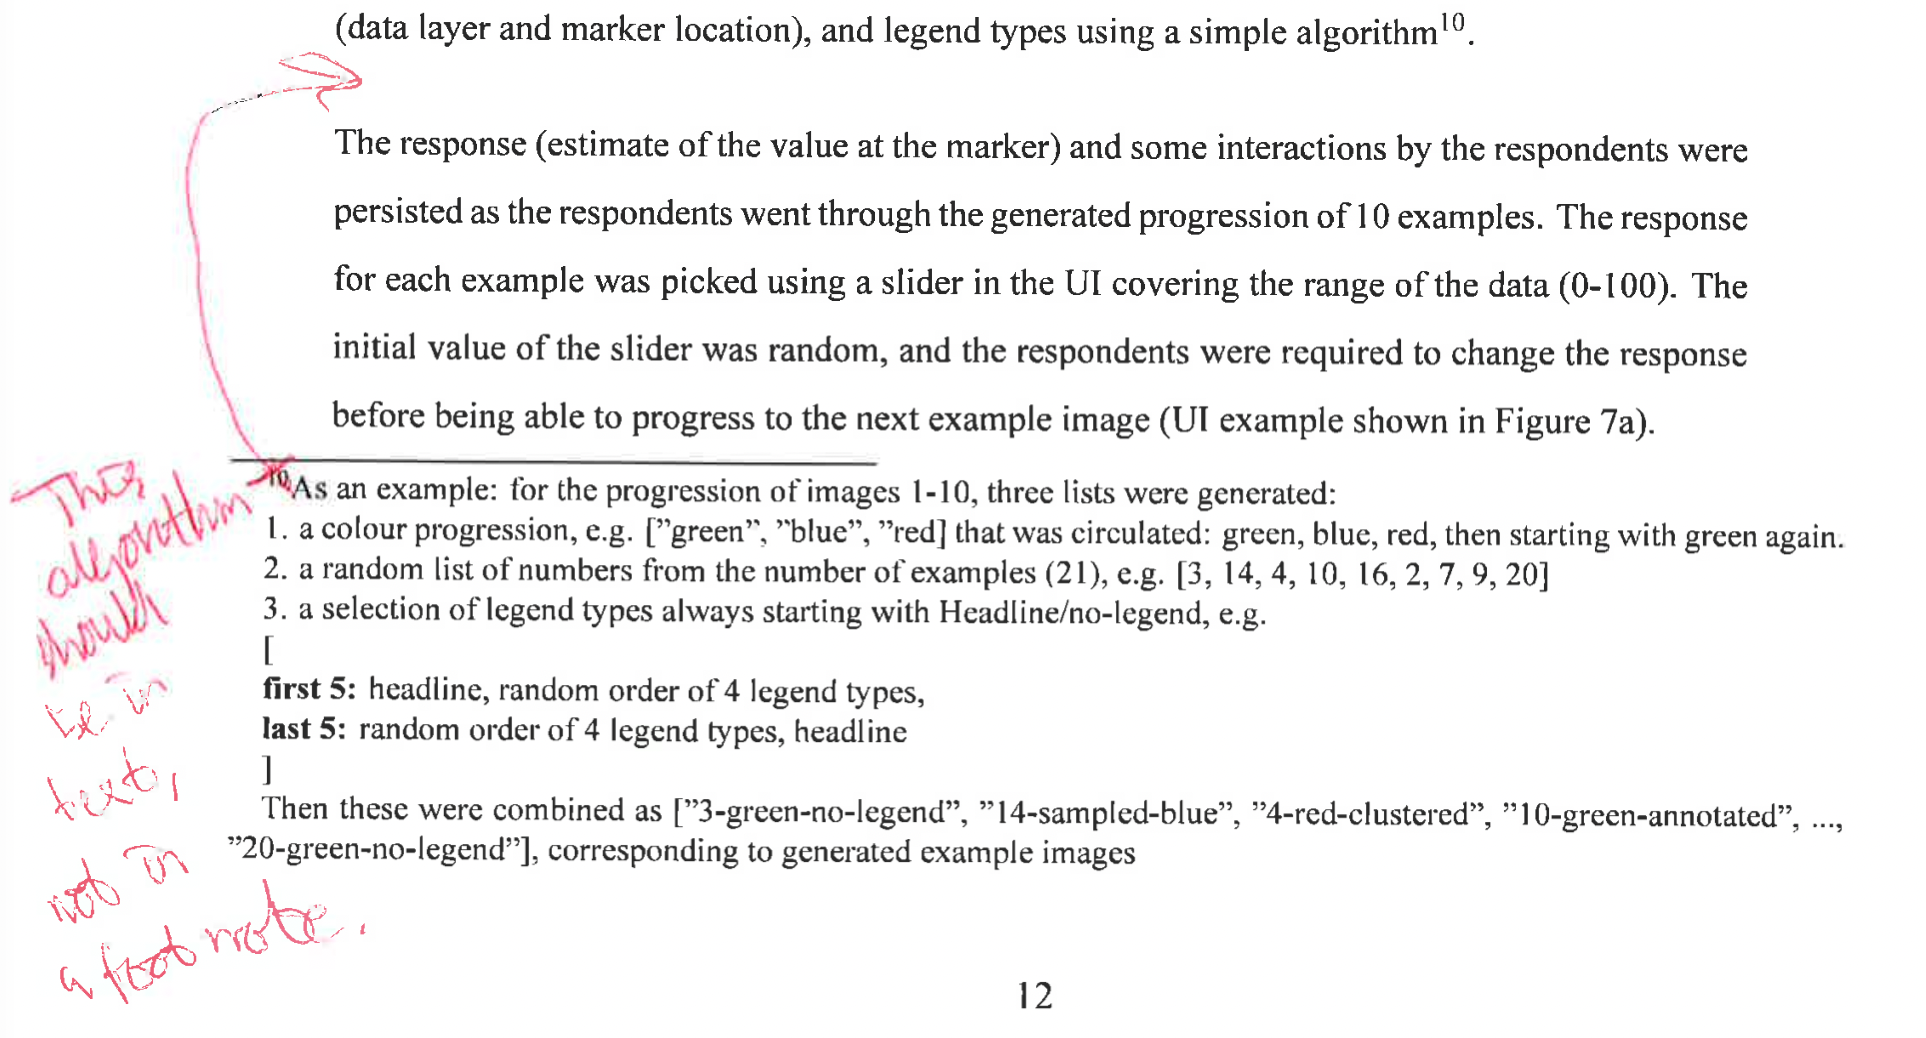 (data layer and marker location), and legend types using a simple algorithm10.
The response (estimate of the value at the marker) and some interactions by the respondents were
persisted as the respondents went through the generated progression of 10 examples. The response
for each example was picked using a slider in the UI covering the range of the data (0-100). The
initial value of the slider was random, and the respondents were required to change the response
before being able to progress to the next example image (UI example shown in Figure 7a).
10As an example: for the progression of images 1-10, three lists were generated:
1. a colour progression, e.g. ["green", "blue", "red] that was circulated: green, blue, red, then starting with green again.
2. a random list of numbers from the number of examples (21), e.g. [3, 14, 4, 10, 16, 2, 7, 9, 20]
3. a selection of legend types always starting with Headline/no-legend, e.g.
[
first 5: headline, random order of 4 legend types,
last 5: random order of 4 legend types, headline
]
Then these were combined as ["3-green-no-legend", "14-sampled-blue", "4-red-clustered", "10-green-annotated", ...,
"20-green-no-legend"], corresponding to generated example images
This
algorithm
should
be in
text,
not in
a footnote.
12